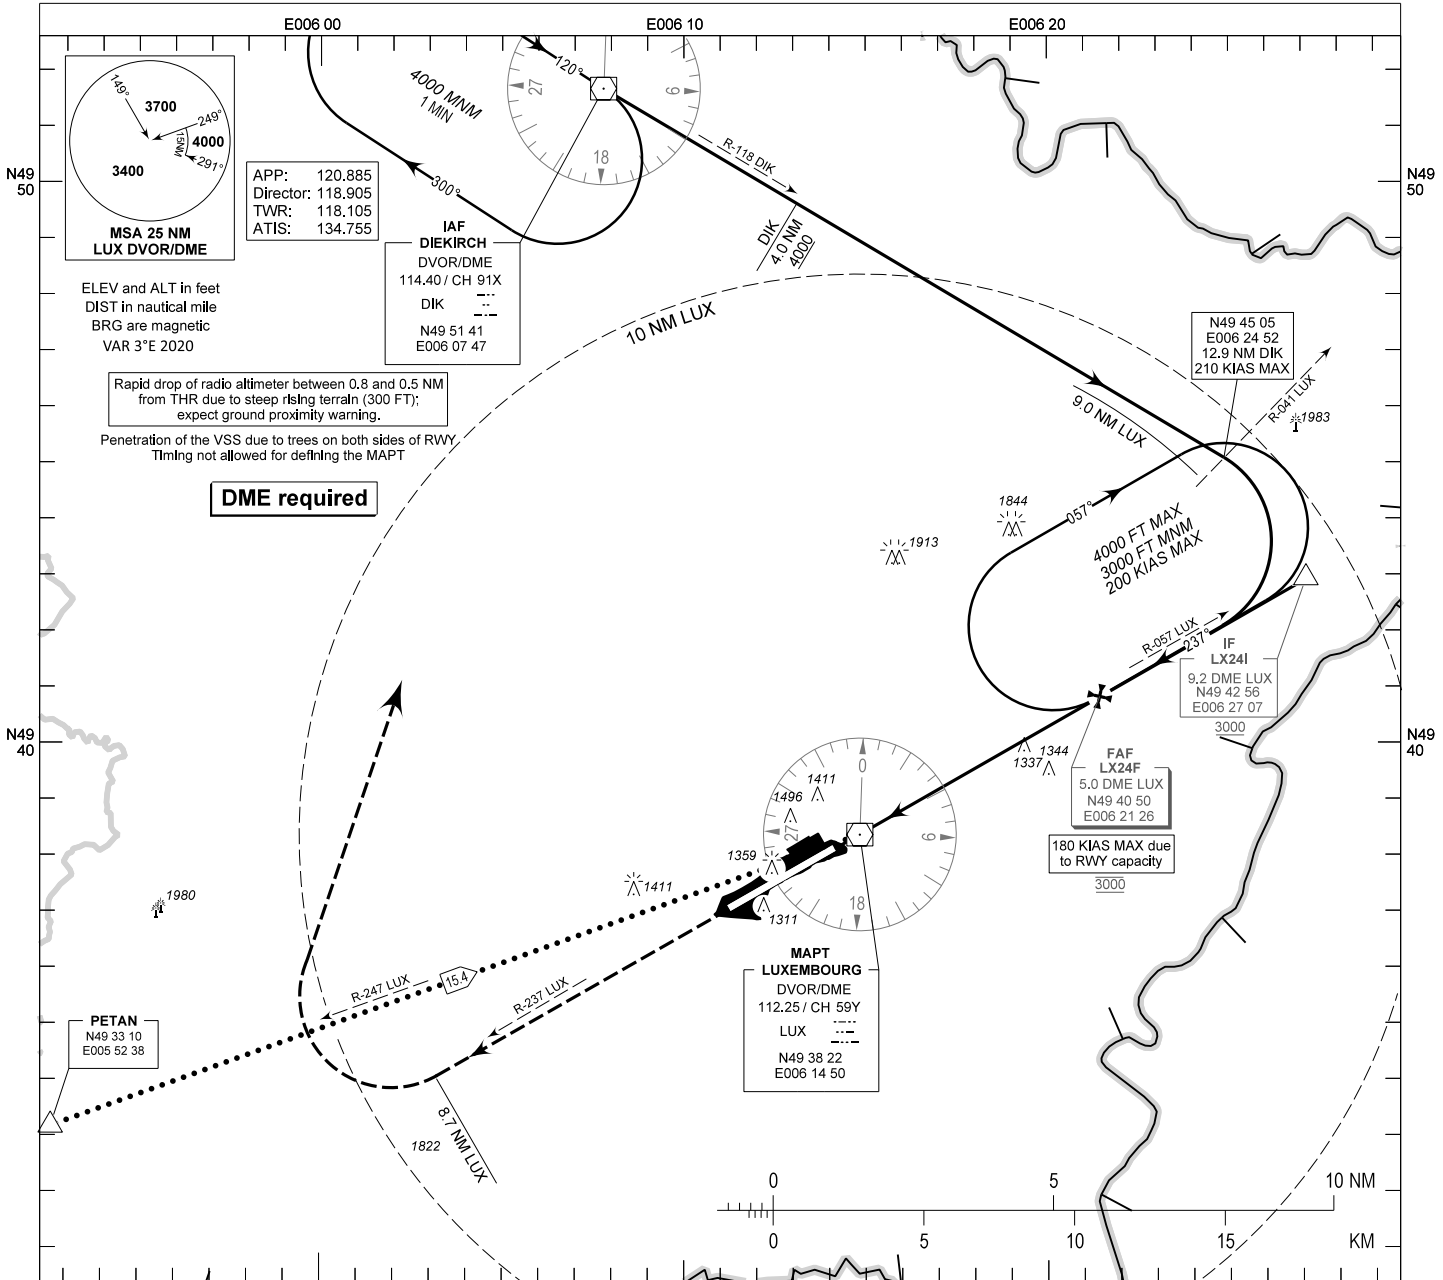 E006 00
E006 10
E006 20
149°
3700
249°
15NM
4000
291°
3400
MSA 25 NM
LUX DVOR/DME
APP: 120.885
Director: 118.905
TWR: 118.105
ATIS: 134.755
ELEV and ALT in feet
DIST in nautical mile
BRG are magnetic
VAR 3°E 2020
Rapid drop of radio altimeter between 0.8 and 0.5 NM
from THR due to steep rising terrain (300 FT);
expect ground proximity warning.
Penetration of the VSS due to trees on both sides of RWY
Timing not allowed for defining the MAPT
DME required
4000 MNM
1 MIN
120°
300°
27
9
18
IAF
DIEKIRCH
DVOR/DME
114.40 / CH 91X
DIK
N49 51 41
E006 07 47
R-118 DIK
DIK
4.0 NM
4000
N49
50
N49
50
10 NM LUX
9.0 NM LUX
N49 45 05
E006 24 52
12.9 NM DIK
210 KIAS MAX
R-041 LUX
1983
1844
1913
057°
4000 FT MAX
3000 FT MNM
200 KIAS MAX
R-057 LUX
237°
IF
LX24I
9.2 DME LUX
N49 42 56
E006 27 07
3000
N49
40
N49
40
1337
1344
FAF
LX24F
5.0 DME LUX
N49 40 50
E006 21 26
180 KIAS MAX due
to RWY capacity
3000
0
9
18
27
1411
1496
1359
1411
1311
1980
MAPT
LUXEMBOURG
DVOR/DME
112.25 / CH 59Y
LUX
N49 38 22
E006 14 50
R-247 LUX
15.4
R-237 LUX
PETAN
N49 33 10
E005 52 38
8.7 NM LUX
1822
0 5 10 NM
0 5 10 15 KM